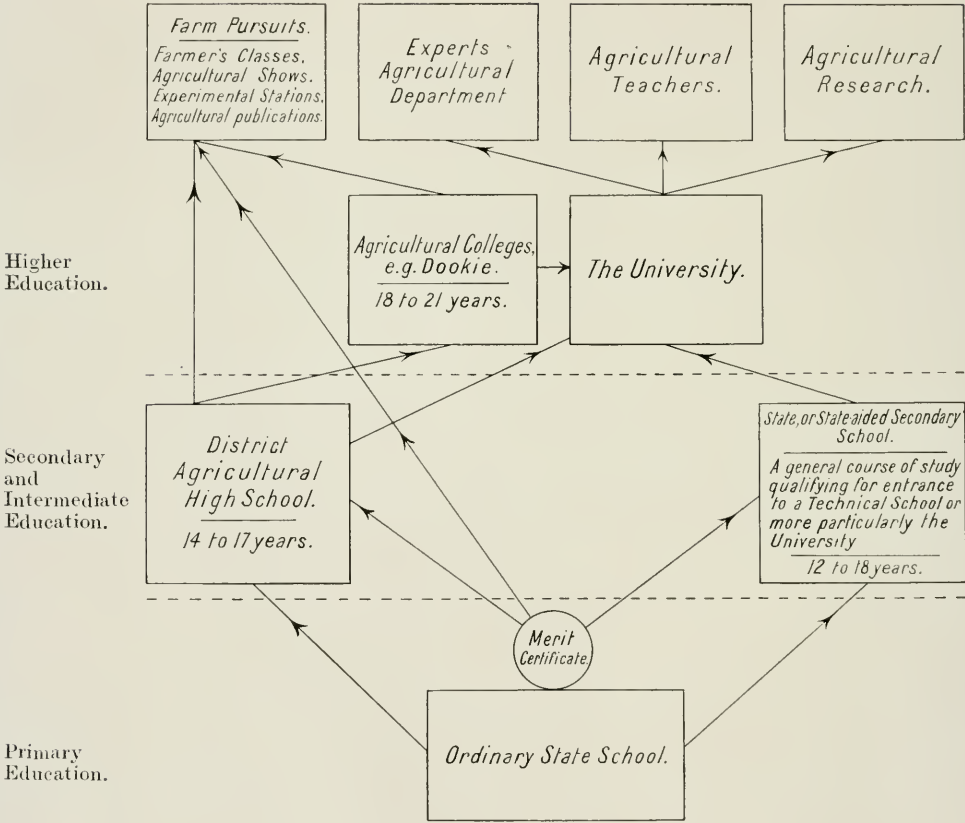 Farm Pursuits.
Farmer's Classes,
Agricultural Shows.
Experimental Stations,
Agricultural publications.
Experts
Agricultural
Department
Agricultural
Teachers.
Agricultural
Research.
Higher
Education.
Agricultural Colleges,
e.g. Dookie.
18 to 21 years.
The University.
Secondary
and
Intermediate
Education.
District
Agricultural
High School.
14 to 17 years.
State, or State-aided Secondary
School.
A general course of study
qualifying for entrance
to a Technical School or
more particularly the
University
12 to 18 years.
Merit
Certificate.
Primary
Education.
Ordinary State School.